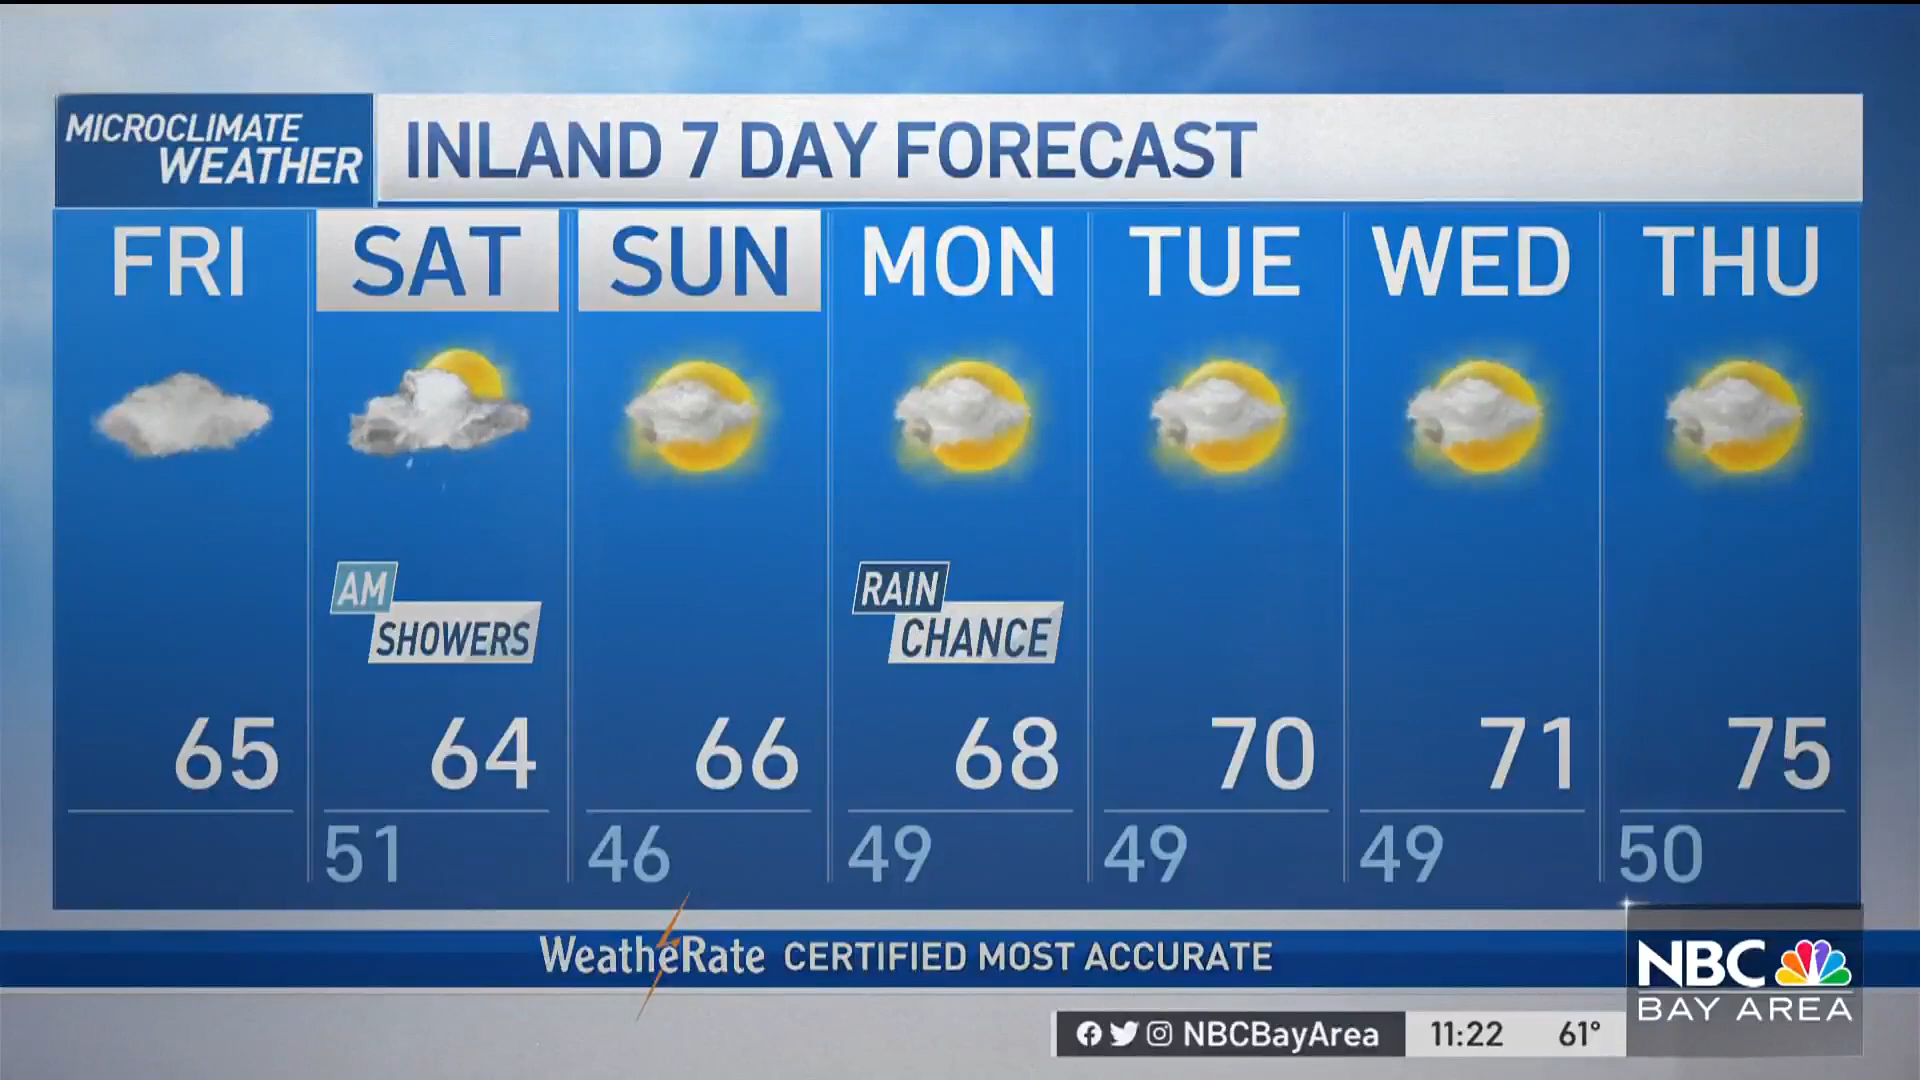 MICROCLIMATE
WEATHER
INLAND 7 DAY FORECAST
FRI SAT SUN MON TUE WED THU
AM
SHOWERS
RAIN
CHANCE
65 64 66 68 70 71 75
51 46 49 49 49 50
WeatheRate CERTIFIED MOST ACCURATE
NBC
BAY AREA
NBCBayArea 11:22 61°